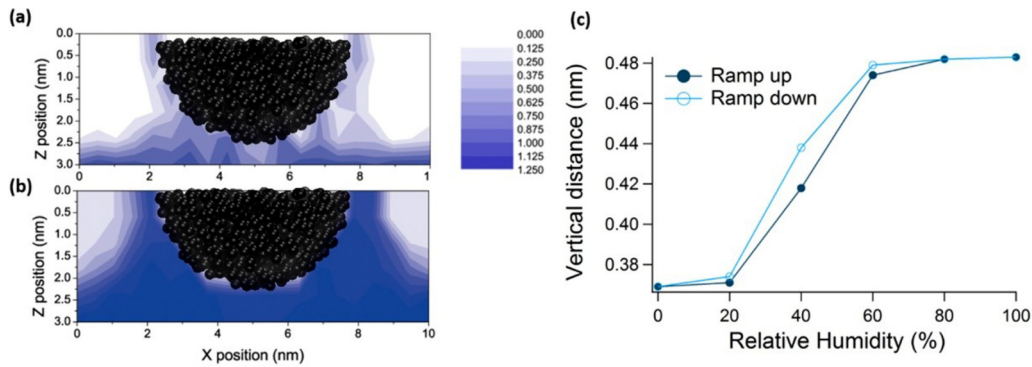 (a)
0.0
0.5
1.0
1.5
2.0
2.5
3.0
Z position (nm)
0 2 4 6 8 1
0.000
0.125
0.250
0.375
0.500
0.625
0.750
0.875
1.000
1.125
1.250
(b)
0.0
0.5
1.0
1.5
2.0
2.5
3.0
Z position (nm)
0 2 4 6 8 10
X position (nm)
(c)
Ramp up
Ramp down
0.48
0.46
0.44
0.42
0.40
0.38
Vertical distance (nm)
0 20 40 60 80 100
Relative Humidity (%)